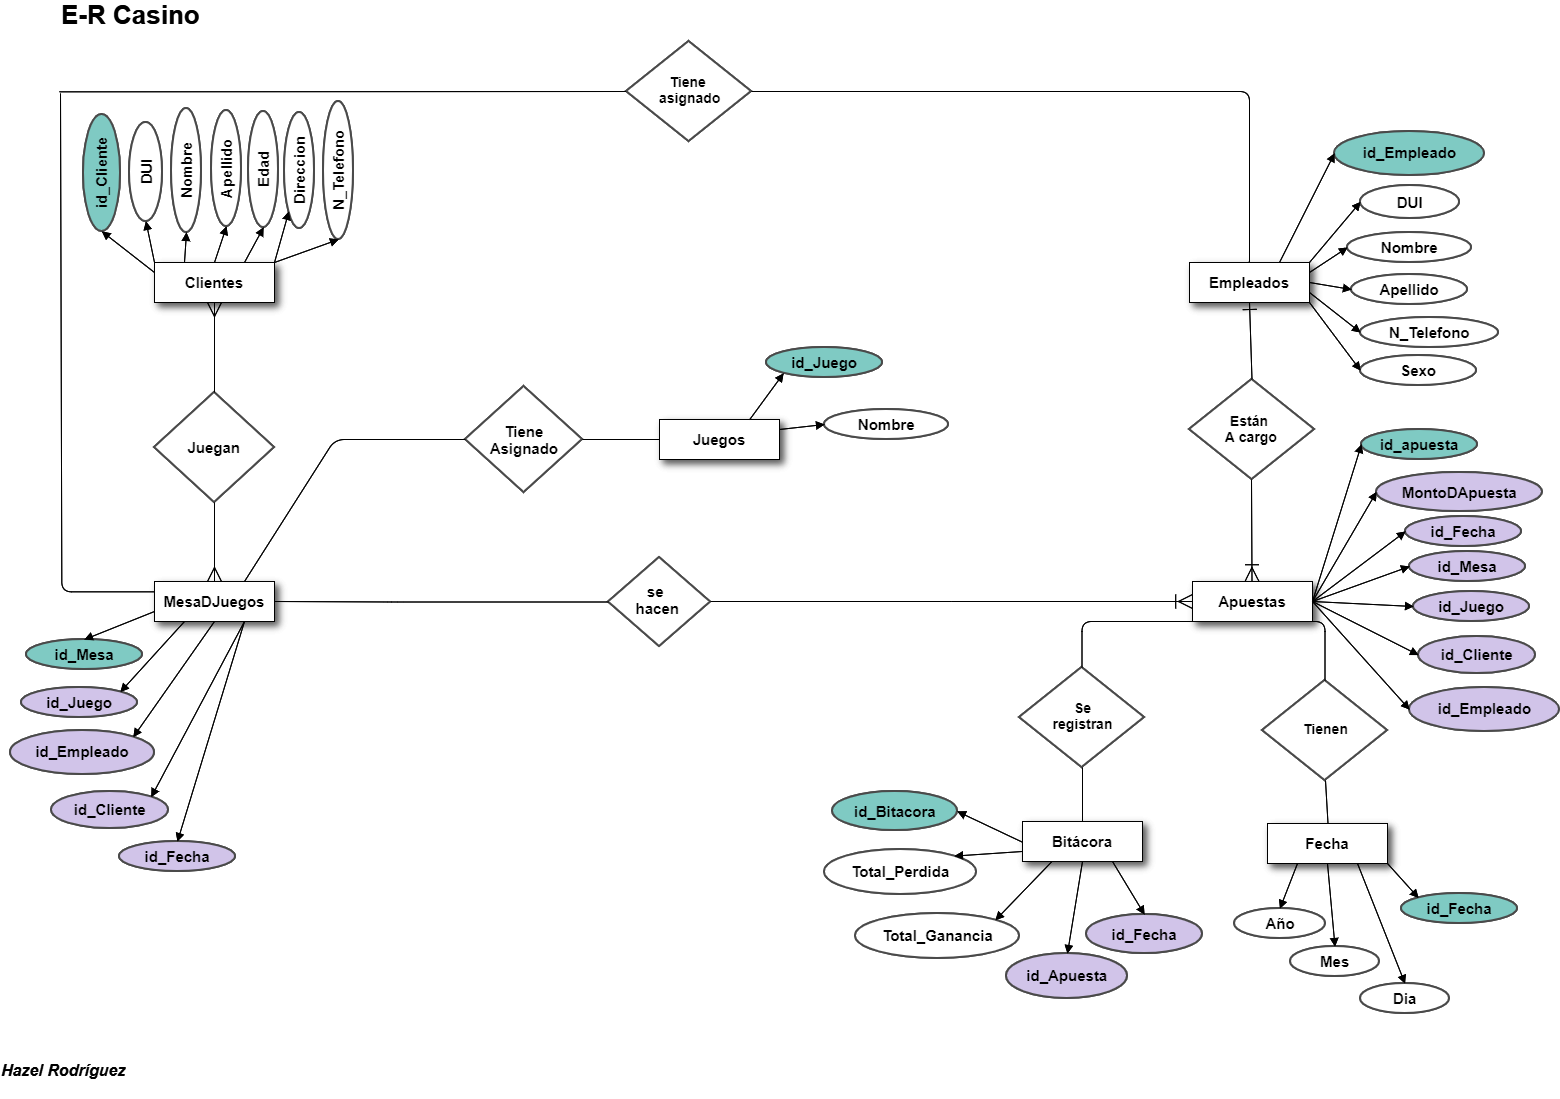 E-R Casino
Tiene
asignado
id_Cliente
DUI
Nombre
Apellido
Edad
Direccion
N_Telefono
Clientes
id_Empleado
DUI
Nombre
Apellido
N_Telefono
Sexo
Empleados
id_Juego
Nombre
Juegos
Tiene
Asignado
Juegan
Están
A cargo
id_apuesta
MontoDApuesta
id_Fecha
id_Mesa
id_Juego
id_Cliente
id_Empleado
Apuestas
se
hacen
MesaDJuegos
id_Mesa
id_Juego
id_Empleado
id_Cliente
id_Fecha
Se
registran
Tienen
id_Bitacora
Total_Perdida
Total_Ganancia
id_Apuesta
id_Fecha
Bitácora
Fecha
id_Fecha
Año
Mes
Dia
Hazel Rodríguez